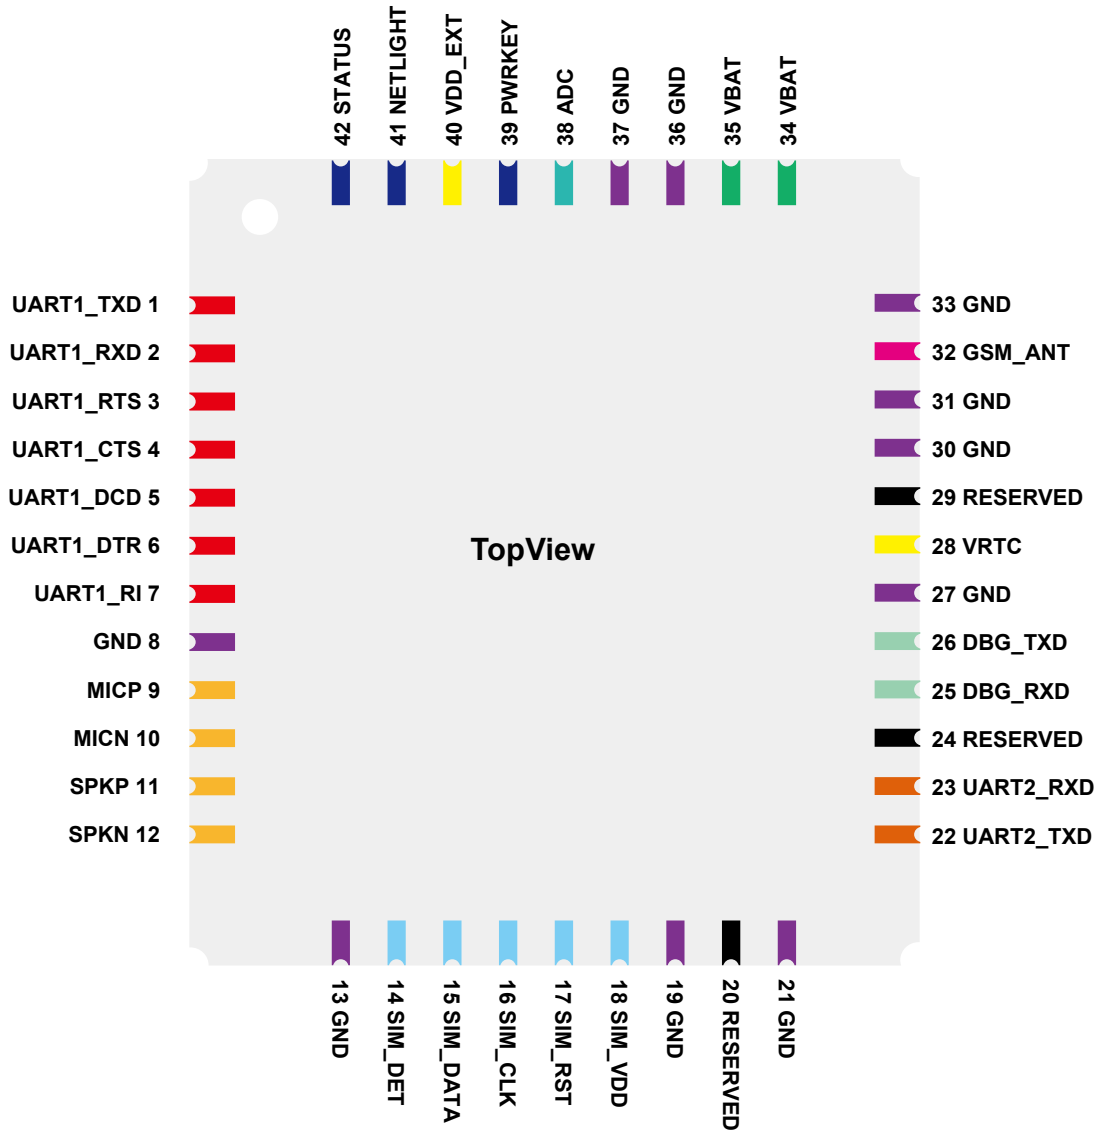 42 STATUS
41 NETLIGHT
40 VDD_EXT
39 PWRKEY
38 ADC
37 GND
36 GND
35 VBAT
34 VBAT
UART1_TXD 1
UART1_RXD 2
UART1_RTS 3
UART1_CTS 4
UART1_DCD 5
UART1_DTR 6
UART1_RI 7
GND 8
MICP 9
MICN 10
SPKP 11
SPKN 12
TopView
33 GND
32 GSM_ANT
31 GND
30 GND
29 RESERVED
28 VRTC
27 GND
26 DBG_TXD
25 DBG_RXD
24 RESERVED
23 UART2_RXD
22 UART2_TXD
13 GND
14 SIM_DET
15 SIM_DATA
16 SIM_CLK
17 SIM_RST
18 SIM_VDD
19 GND
20 RESERVED
21 GND